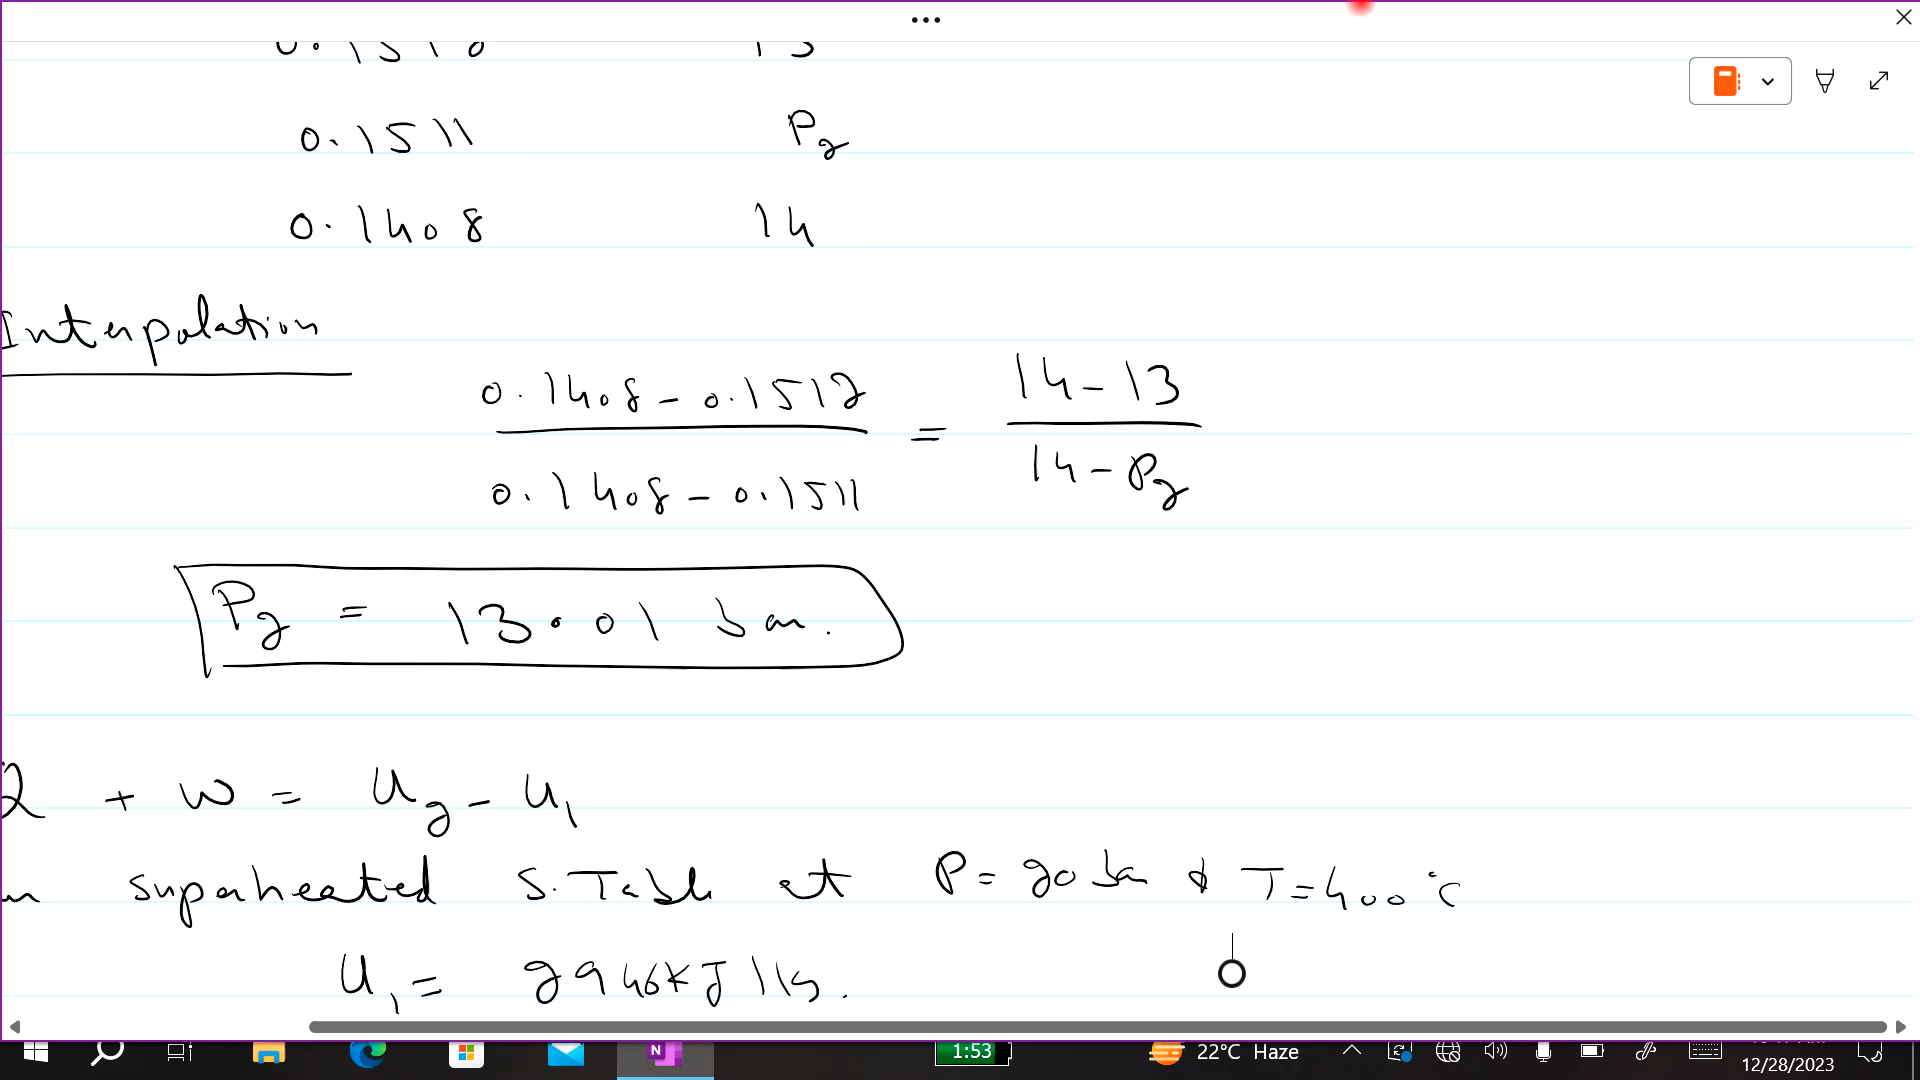 0.1511 P2
0.1408 14
Interpolation
0.1408 - 0.1512 = 14 - 13
0.1408 - 0.1511 14 - P2
P2 = 13.01 bar.
+ w = U2 - U1
superheated S.Table at P = 20 bar & T = 400°C
U1 = 2946 KJ/kg.
1:53 22°C Haze
12/28/2023